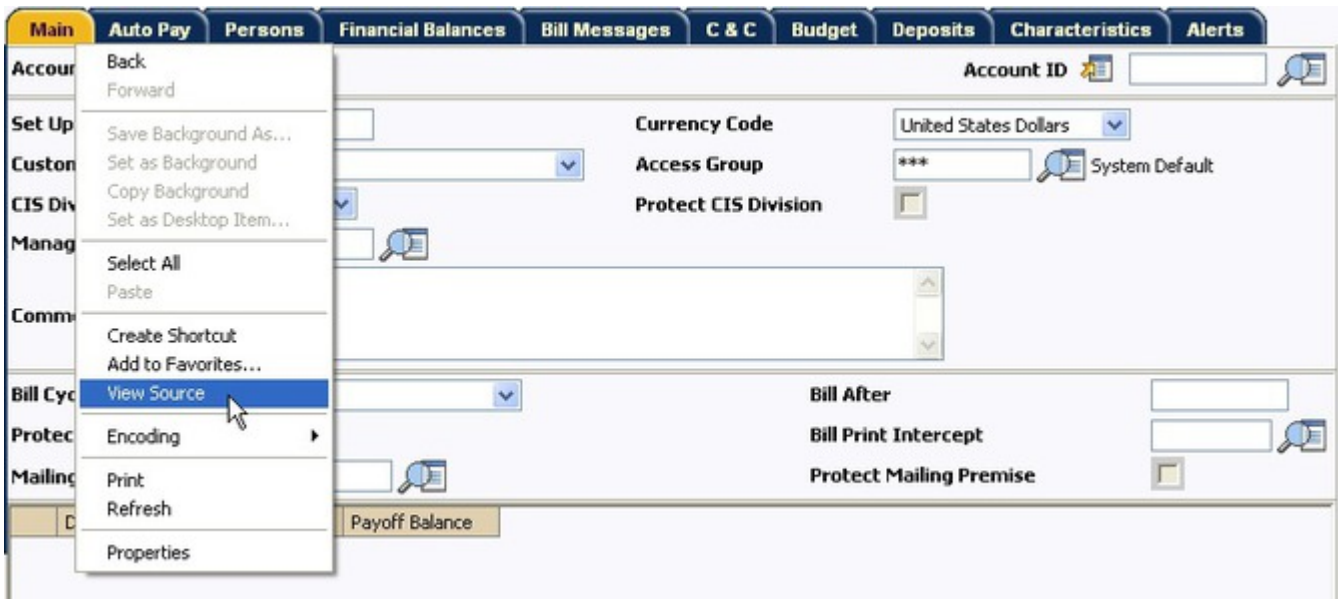 Main Auto Pay Persons Financial Balances Bill Messages C & C Budget Deposits Characteristics Alerts
Accour Back Account ID
Forward
Set Up Save Background As... Currency Code United States Dollars
Custon Set as Background Access Group *** System Default
Copy Background
CIS Div Set as Desktop Item... Protect CIS Division
Manag
Select All
Paste
Comme
Create Shortcut
Add to Favorites...
Bill Cyc View Source Bill After
Protec Encoding Bill Print Intercept
Mailing Print Protect Mailing Premise
Refresh
D Payoff Balance
Properties